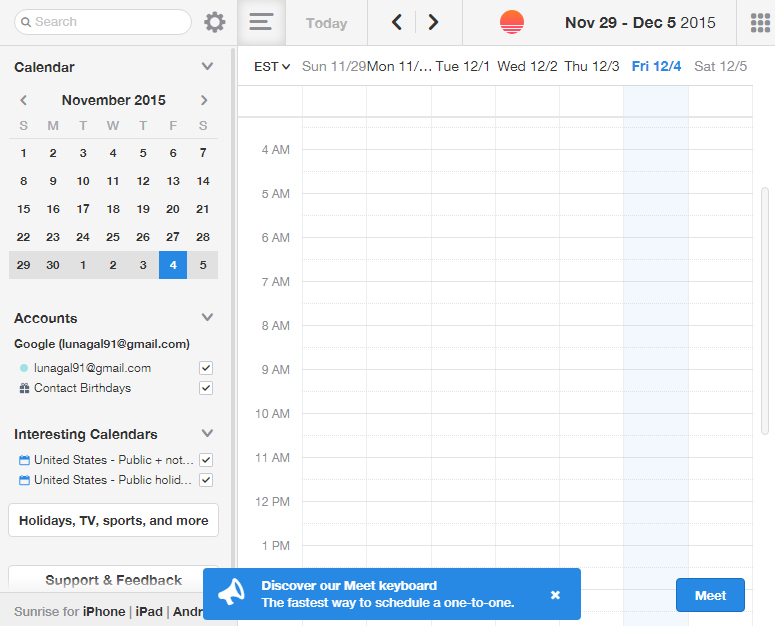 Search
Today
Nov 29 - Dec 5 2015
Calendar
November 2015
S M T W T F S
1 2 3 4 5 6 7
8 9 10 11 12 13 14
15 16 17 18 19 20 21
22 23 24 25 26 27 28
29 30 1 2 3 4 5
Accounts
Google (lunagal91@gmail.com)
lunagal91@gmail.com
Contact Birthdays
Interesting Calendars
United States - Public + not...
United States - Public holid...
Holidays, TV, sports, and more
Support & Feedback
Sunrise for iPhone | iPad | Andr
EST Sun 11/29 Mon 11/... Tue 12/1 Wed 12/2 Thu 12/3 Fri 12/4 Sat 12/5
4 AM
5 AM
6 AM
7 AM
8 AM
9 AM
10 AM
11 AM
12 PM
1 PM
Discover our Meet keyboard
The fastest way to schedule a one-to-one.
Meet